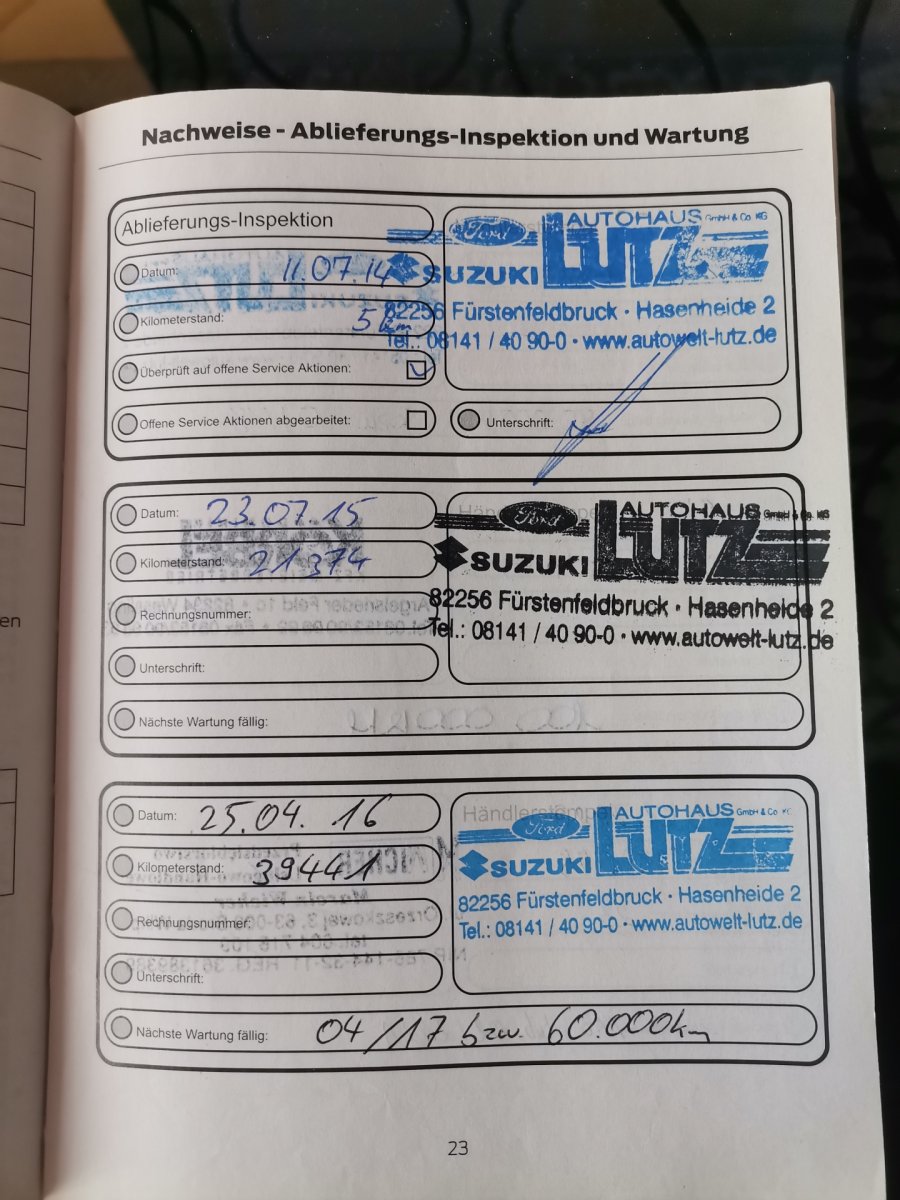 Nachweise - Ablieferungs-Inspektion und Wartung
Ablieferungs-Inspektion
Datum: 11.07.14
Kilometerstand: 5 km
Überprüft auf offene Service Aktionen:
Offene Service Aktionen abgearbeitet:
Ford AUTOHAUS GmbH & Co. KG
SUZUKI LUTZ
82256 Fürstenfeldbruck · Hasenheide 2
Tel.: 08141 / 40 90-0 · www.autowelt-lutz.de
Unterschrift:
Datum: 23.07.15
Kilometerstand: 21374
Rechnungsnummer:
Unterschrift:
Nächste Wartung fällig:
Ford AUTOHAUS GmbH & Co. KG
SUZUKI LUTZ
82256 Fürstenfeldbruck · Hasenheide 2
Tel.: 08141 / 40 90-0 · www.autowelt-lutz.de
Datum: 25.04.16
Kilometerstand: 39441
Rechnungsnummer:
Unterschrift:
Nächste Wartung fällig: 04/17 bzw. 60.000km
Händlerstempel
Ford AUTOHAUS GmbH & Co. KG
SUZUKI LUTZ
82256 Fürstenfeldbruck · Hasenheide 2
Tel.: 08141 / 40 90-0 · www.autowelt-lutz.de
23
en